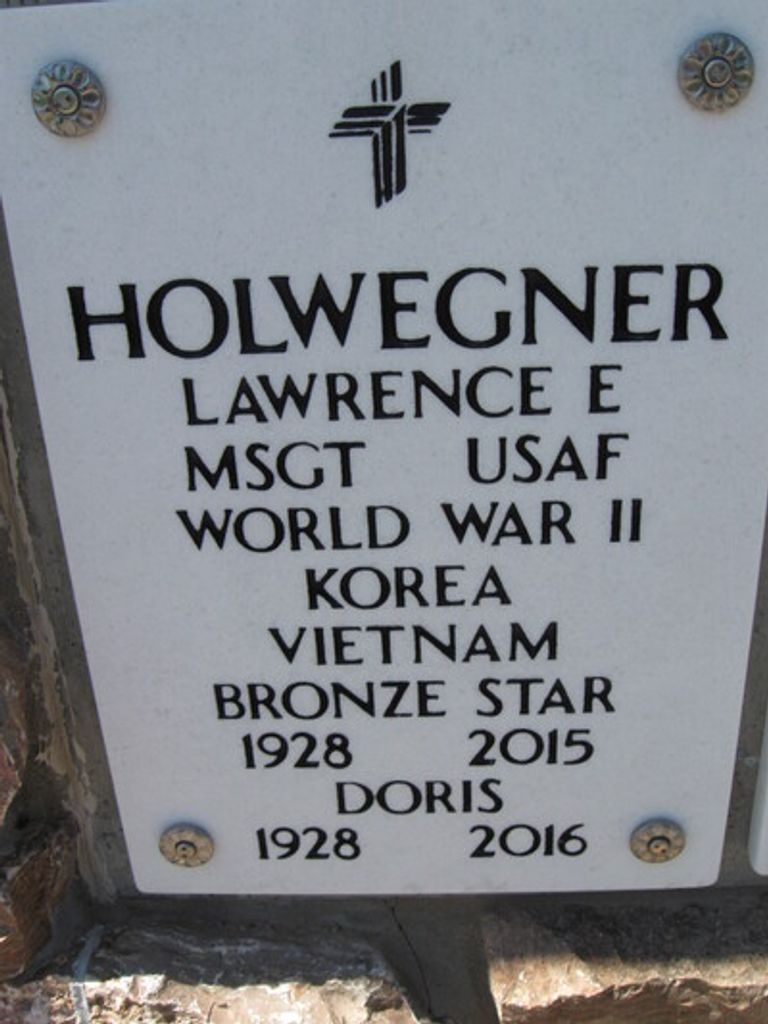 HOLWEGNER
LAWRENCE E
MSGT USAF
WORLD WAR II
KOREA
VIETNAM
BRONZE STAR
1928 2015
DORIS
1928 2016